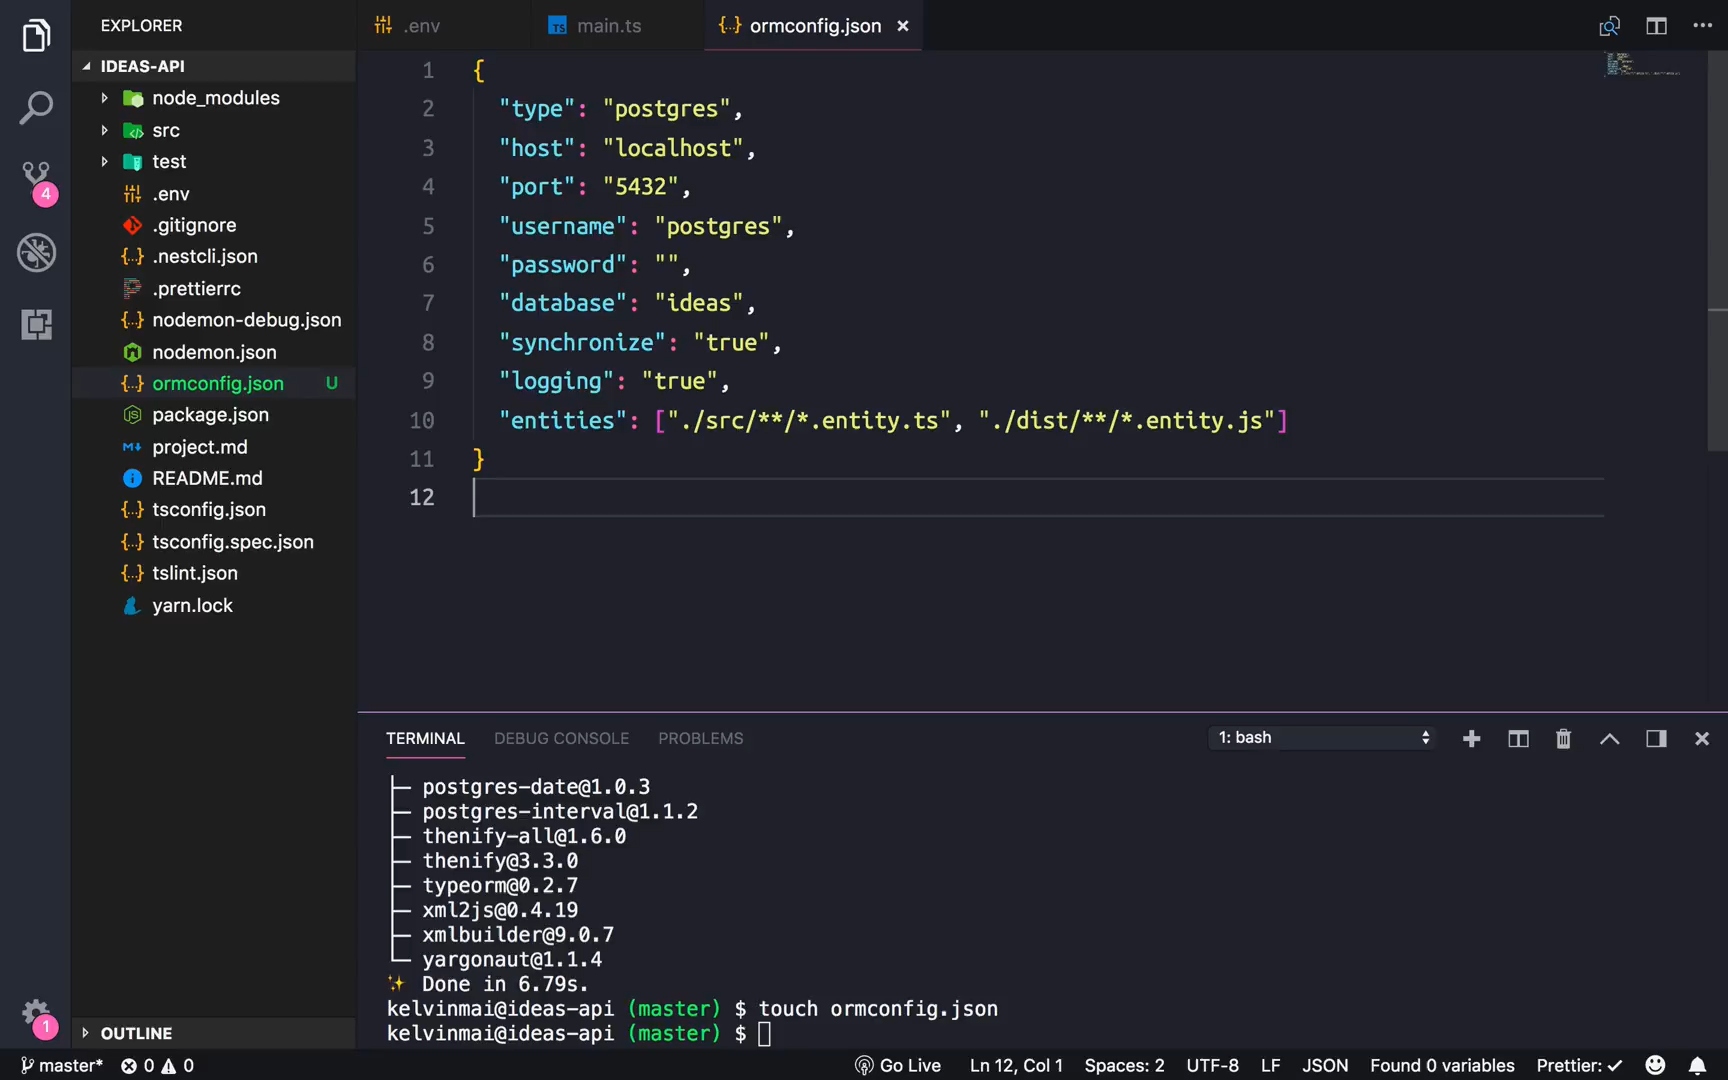 EXPLORER
IDEAS-API
node_modules
src
test
.env
.gitignore
.nestcli.json
.prettierrc
nodemon-debug.json
nodemon.json
ormconfig.json U
package.json
project.md
README.md
tsconfig.json
tsconfig.spec.json
tslint.json
yarn.lock
OUTLINE
4
1
.env
TS main.ts
{..} ormconfig.json ×
1 {
2 "type": "postgres",
3 "host": "localhost",
4 "port": "5432",
5 "username": "postgres",
6 "password": "",
7 "database": "ideas",
8 "synchronize": "true",
9 "logging": "true",
10 "entities": ["./src/**/*.entity.ts", "./dist/**/*.entity.js"]
11 }
12
TERMINAL DEBUG CONSOLE PROBLEMS 1: bash
├─ postgres-date@1.0.3
├─ postgres-interval@1.1.2
├─ thenify-all@1.6.0
├─ thenify@3.3.0
├─ typeorm@0.2.7
├─ xml2js@0.4.19
├─ xmlbuilder@9.0.7
└─ yargonaut@1.1.4
✨ Done in 6.79s.
kelvinmai@ideas-api (master) $ touch ormconfig.json
kelvinmai@ideas-api (master) $
master* 0 0 Go Live Ln 12, Col 1 Spaces: 2 UTF-8 LF JSON Found 0 variables Prettier: ✓